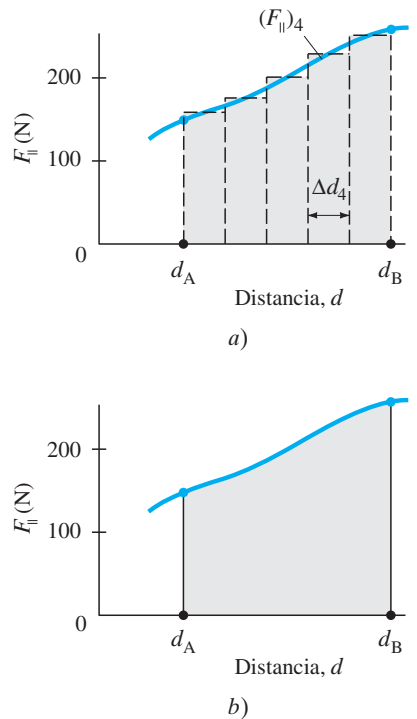 (F∥)4
200
100
0
F∥ (N)
Δd4
dA
dB
Distancia, d
a)
200
100
0
F∥ (N)
dA
dB
Distancia, d
b)